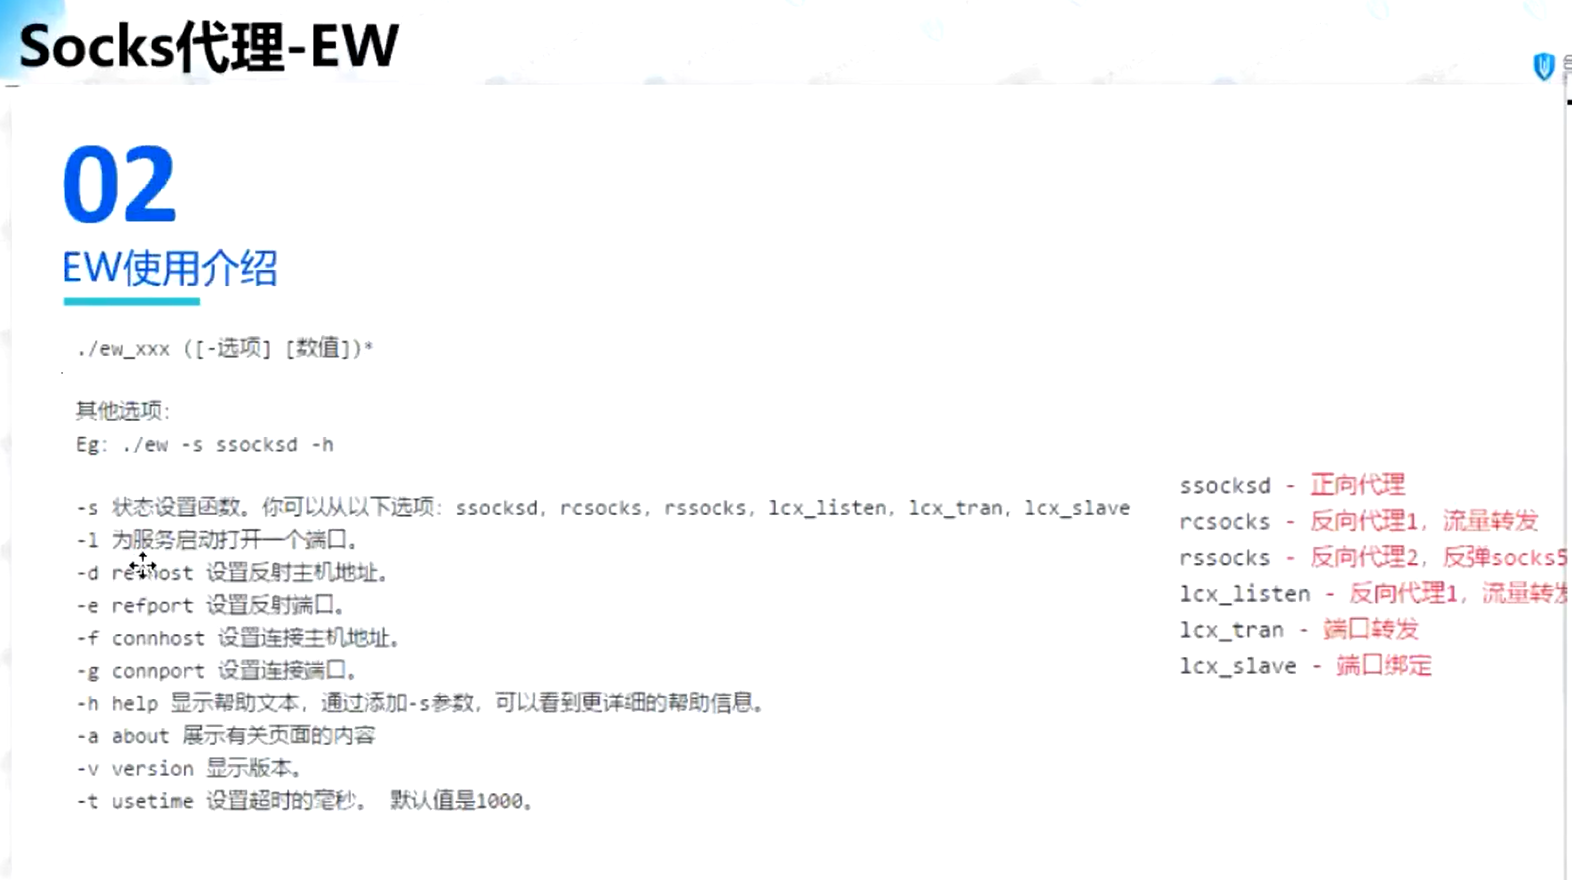 Socks代理-EW
02
EW使用介绍
./ew_xxx ([-选项] [数值])*
其他选项：
Eg: ./ew -s ssocksd -h
-s 状态设置函数。你可以从以下选项：ssocksd, rcsocks, rssocks, lcx_listen, lcx_tran, lcx_slave
-l 为服务启动打开一个端口。
-d refhost 设置反射主机地址。
-e refport 设置反射端口。
-f connhost 设置连接主机地址。
-g connport 设置连接端口。
-h help 显示帮助文本，通过添加-s参数，可以看到更详细的帮助信息。
-a about 展示有关页面的内容
-v version 显示版本。
-t usetime 设置超时的毫秒。 默认值是1000。
ssocksd - 正向代理
rcsocks - 反向代理1，流量转发
rssocks - 反向代理2，反弹socks5
lcx_listen - 反向代理1，流量转发
lcx_tran - 端口转发
lcx_slave - 端口绑定